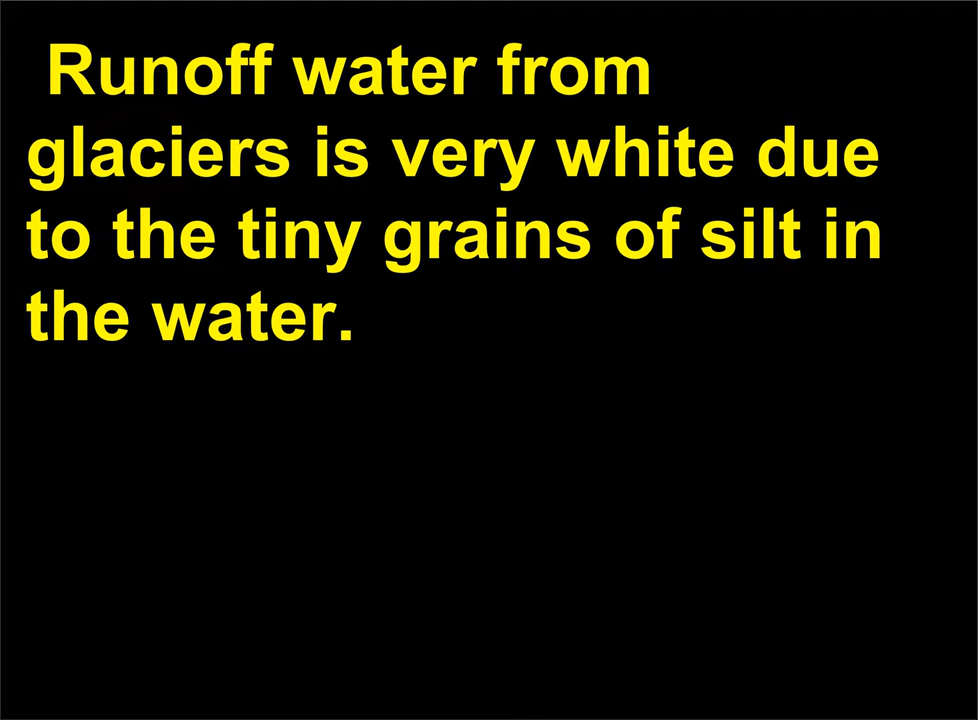 Runoff water from
glaciers is very white due
to the tiny grains of silt in
the water.